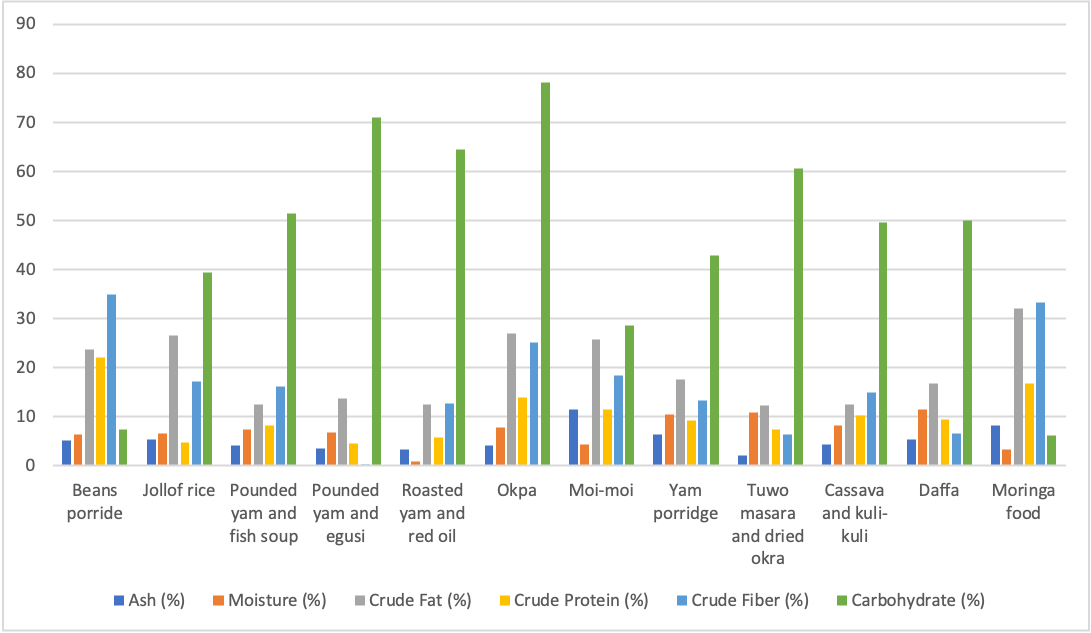 90
80
70
60
50
40
30
20
10
0
Beans porride
Jollof rice
Pounded yam and fish soup
Pounded yam and egusi
Roasted yam and red oil
Okpa
Moi-moi
Yam porridge
Tuwo masara and dried okra
Cassava and kuli-kuli
Daffa
Moringa food
Ash (%) Moisture (%) Crude Fat (%) Crude Protein (%) Crude Fiber (%) Carbohydrate (%)